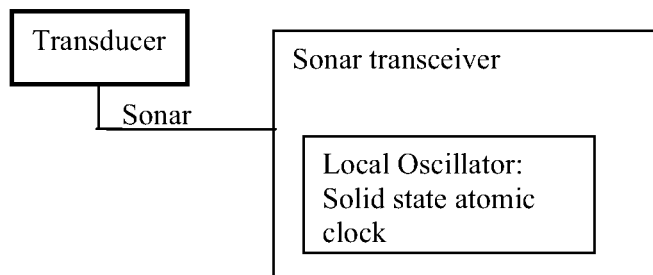 Transducer
Sonar transceiver
Sonar
Local Oscillator:
Solid state atomic
clock